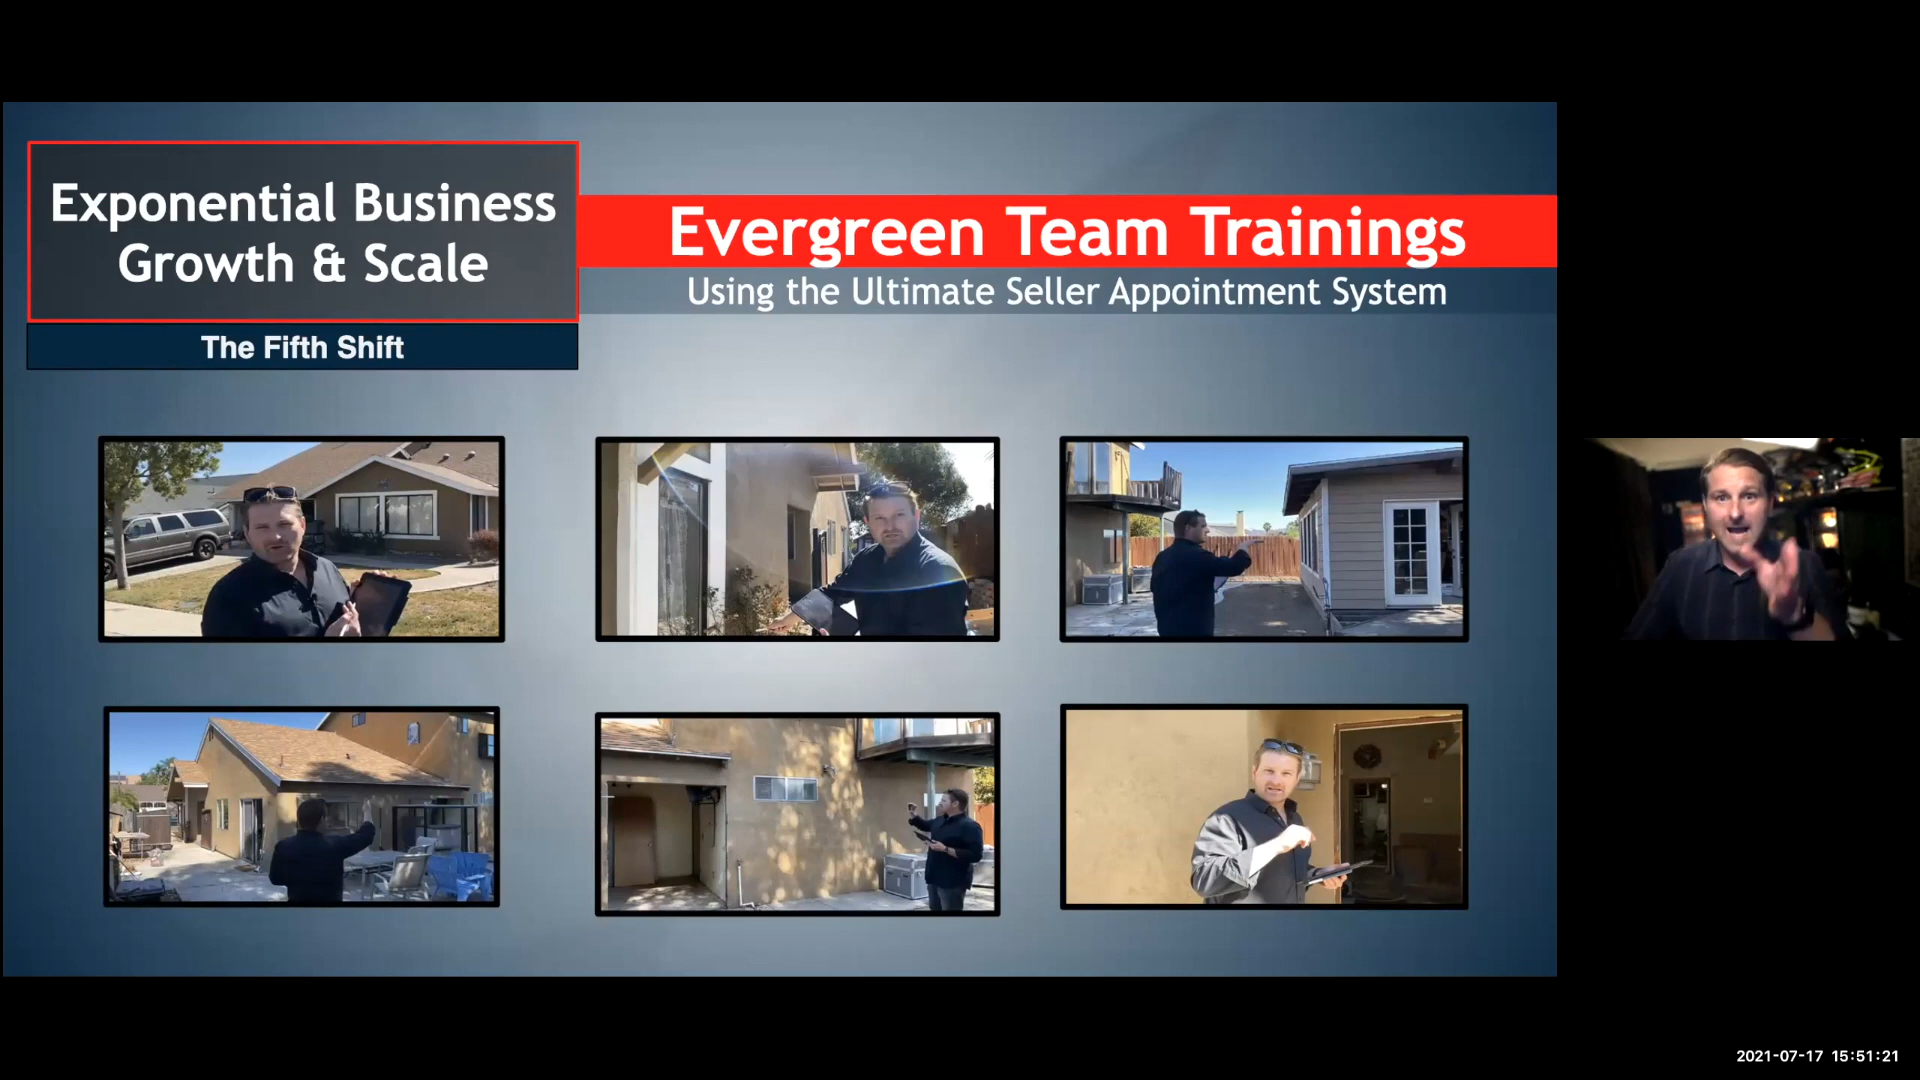 Exponential Business
Growth & Scale
The Fifth Shift
Evergreen Team Trainings
Using the Ultimate Seller Appointment System
2021-07-17 15:51:21